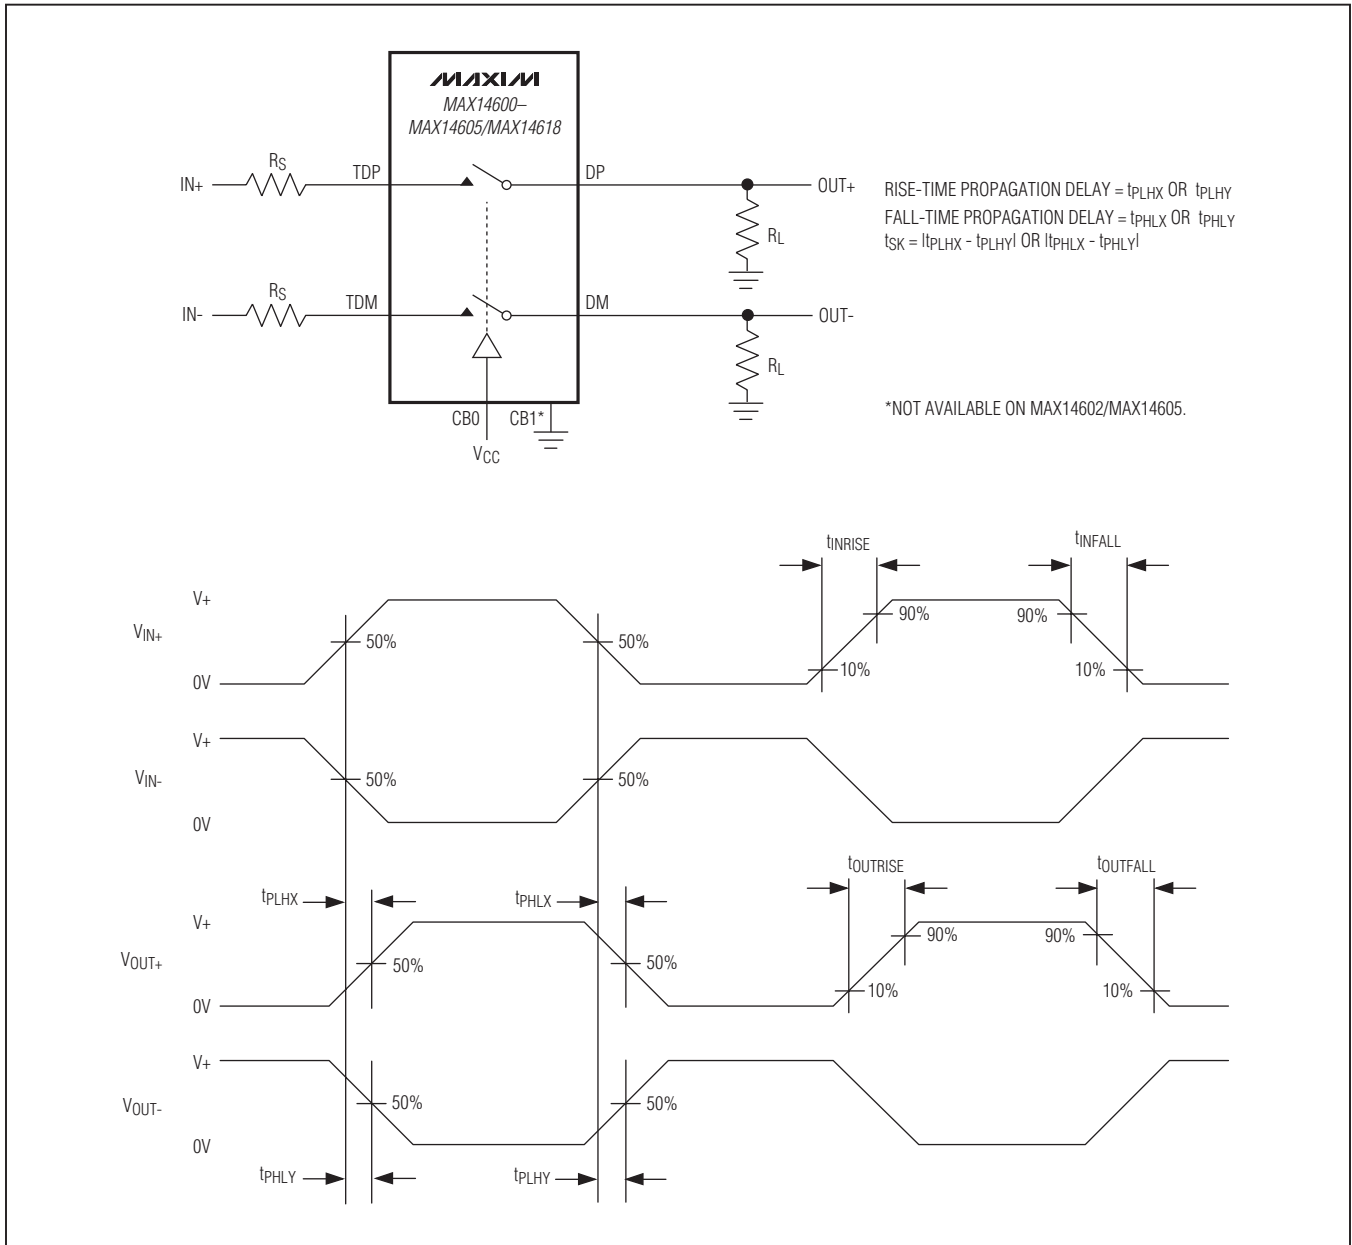 MAXIM
MAX14600–
MAX14605/MAX14618
IN+
RS
TDP
DP
OUT+
RL
RISE-TIME PROPAGATION DELAY = tPLHX OR tPLHY
FALL-TIME PROPAGATION DELAY = tPHLX OR tPHLY
tSK = |tPLHX - tPLHY| OR |tPHLX - tPHLY|
IN-
RS
TDM
DM
OUT-
RL
CB0
CB1*
VCC
*NOT AVAILABLE ON MAX14602/MAX14605.
tINRISE
tINFALL
V+
VIN+
0V
50%
50%
90%
10%
90%
10%
V+
VIN-
0V
50%
50%
tOUTRISE
tOUTFALL
tPLHX
tPHLX
V+
VOUT+
0V
50%
50%
90%
10%
90%
10%
V+
VOUT-
0V
50%
50%
tPHLY
tPLHY